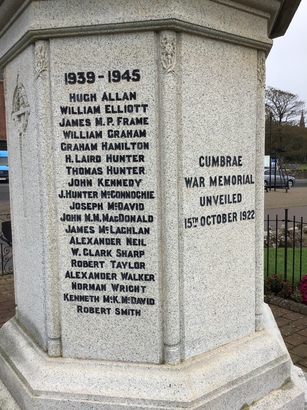 1939-1945
HUGH ALLAN
WILLIAM ELLIOTT
JAMES M.P. FRAME
WILLIAM GRAHAM
GRAHAM HAMILTON
H. LAIRD HUNTER
THOMAS HUNTER
JOHN KENNEDY
J. HUNTER McCONNOCHIE
JOSEPH McDAVID
JOHN N.M. MacDONALD
JAMES McLACHLAN
ALEXANDER NEIL
W. CLARK SHARP
ROBERT TAYLOR
ALEXANDER WALKER
NORMAN WRIGHT
KENNETH McK. McDAVID
ROBERT SMITH
CUMBRAE
WAR MEMORIAL
UNVEILED
15TH OCTOBER 1922